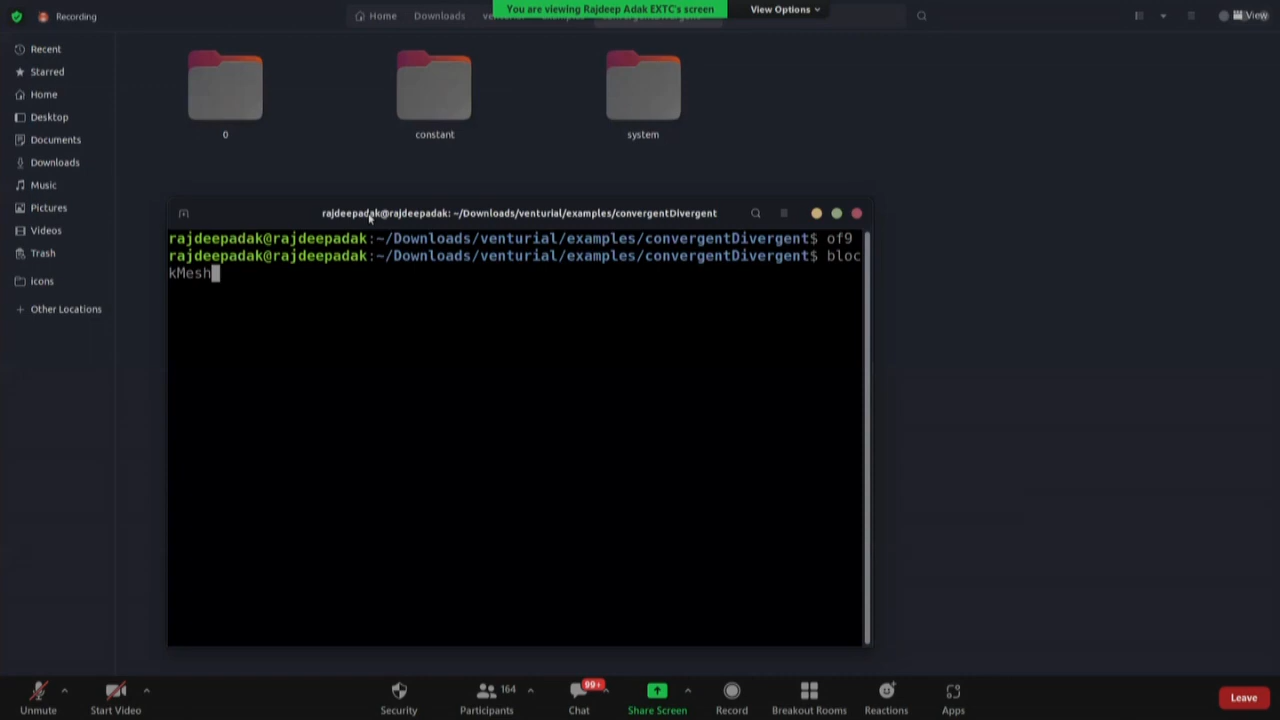 You are viewing Rajdeep Adak EXTC's screen
View Options
Recording
Home
Downloads
View
Recent
Starred
Home
Desktop
Documents
Downloads
Music
Pictures
Videos
Trash
Icons
Other Locations
0
constant
system
rajdeepadak@rajdeepadak: ~/Downloads/venturial/examples/convergentDivergent
rajdeepadak@rajdeepadak:~/Downloads/venturial/examples/convergentDivergent$ of9
rajdeepadak@rajdeepadak:~/Downloads/venturial/examples/convergentDivergent$ bloc
kMesh
164
99+
Unmute
Start Video
Security
Participants
Chat
Share Screen
Record
Breakout Rooms
Reactions
Apps
Leave